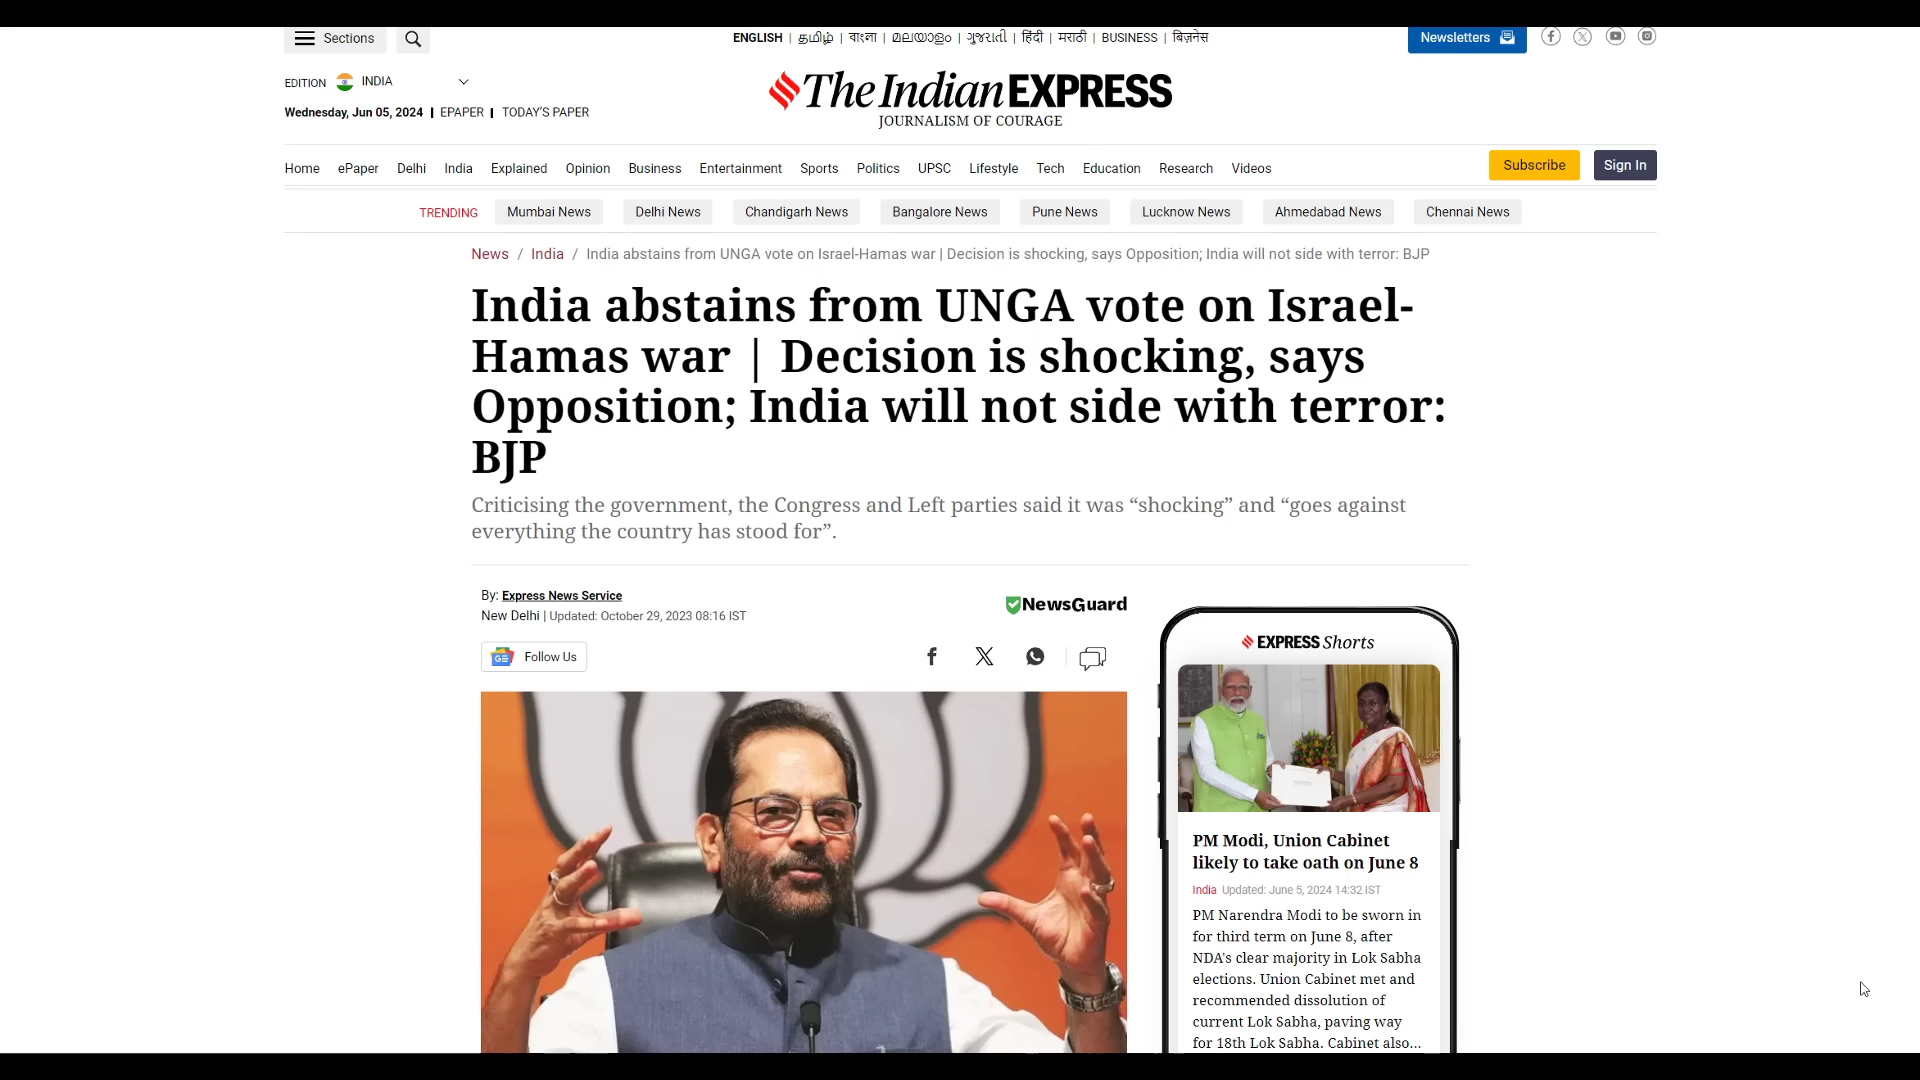 Sections
ENGLISH | தமிழ் | বাংলা | മലയാളം | ગુજરાતી | हिंदी | मराठी | BUSINESS | बिज़नेस
Newsletters
EDITION INDIA
Wednesday, Jun 05, 2024 | EPAPER | TODAY'S PAPER
The Indian EXPRESS
JOURNALISM OF COURAGE
Home ePaper Delhi India Explained Opinion Business Entertainment Sports Politics UPSC Lifestyle Tech Education Research Videos
Subscribe Sign In
TRENDING Mumbai News Delhi News Chandigarh News Bangalore News Pune News Lucknow News Ahmedabad News Chennai News
News / India / India abstains from UNGA vote on Israel-Hamas war | Decision is shocking, says Opposition; India will not side with terror: BJP
India abstains from UNGA vote on Israel-
Hamas war | Decision is shocking, says
Opposition; India will not side with terror:
BJP
Criticising the government, the Congress and Left parties said it was “shocking” and “goes against
everything the country has stood for”.
By: Express News Service
New Delhi | Updated: October 29, 2023 08:16 IST
NewsGuard
GE Follow Us
EXPRESS Shorts
PM Modi, Union Cabinet
likely to take oath on June 8
India Updated: June 5, 2024 14:32 IST
PM Narendra Modi to be sworn in
for third term on June 8, after
NDA's clear majority in Lok Sabha
elections. Union Cabinet met and
recommended dissolution of
current Lok Sabha, paving way
for 18th Lok Sabha. Cabinet also...